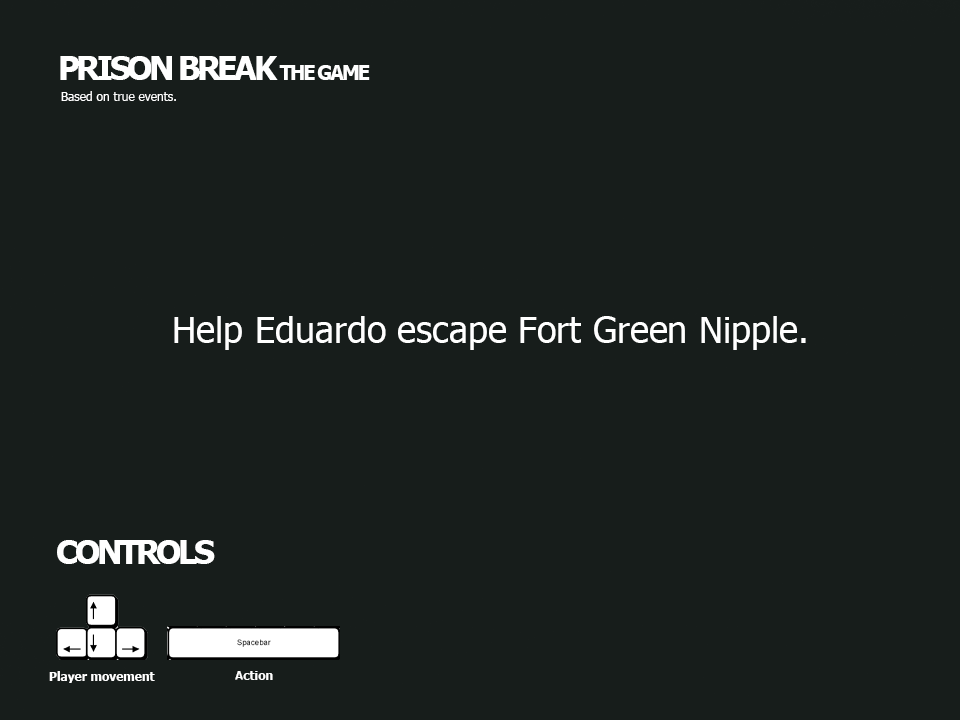 PRISON BREAK THE GAME
Based on true events.
Help Eduardo escape Fort Green Nipple.
CONTROLS
Spacebar
Player movement Action